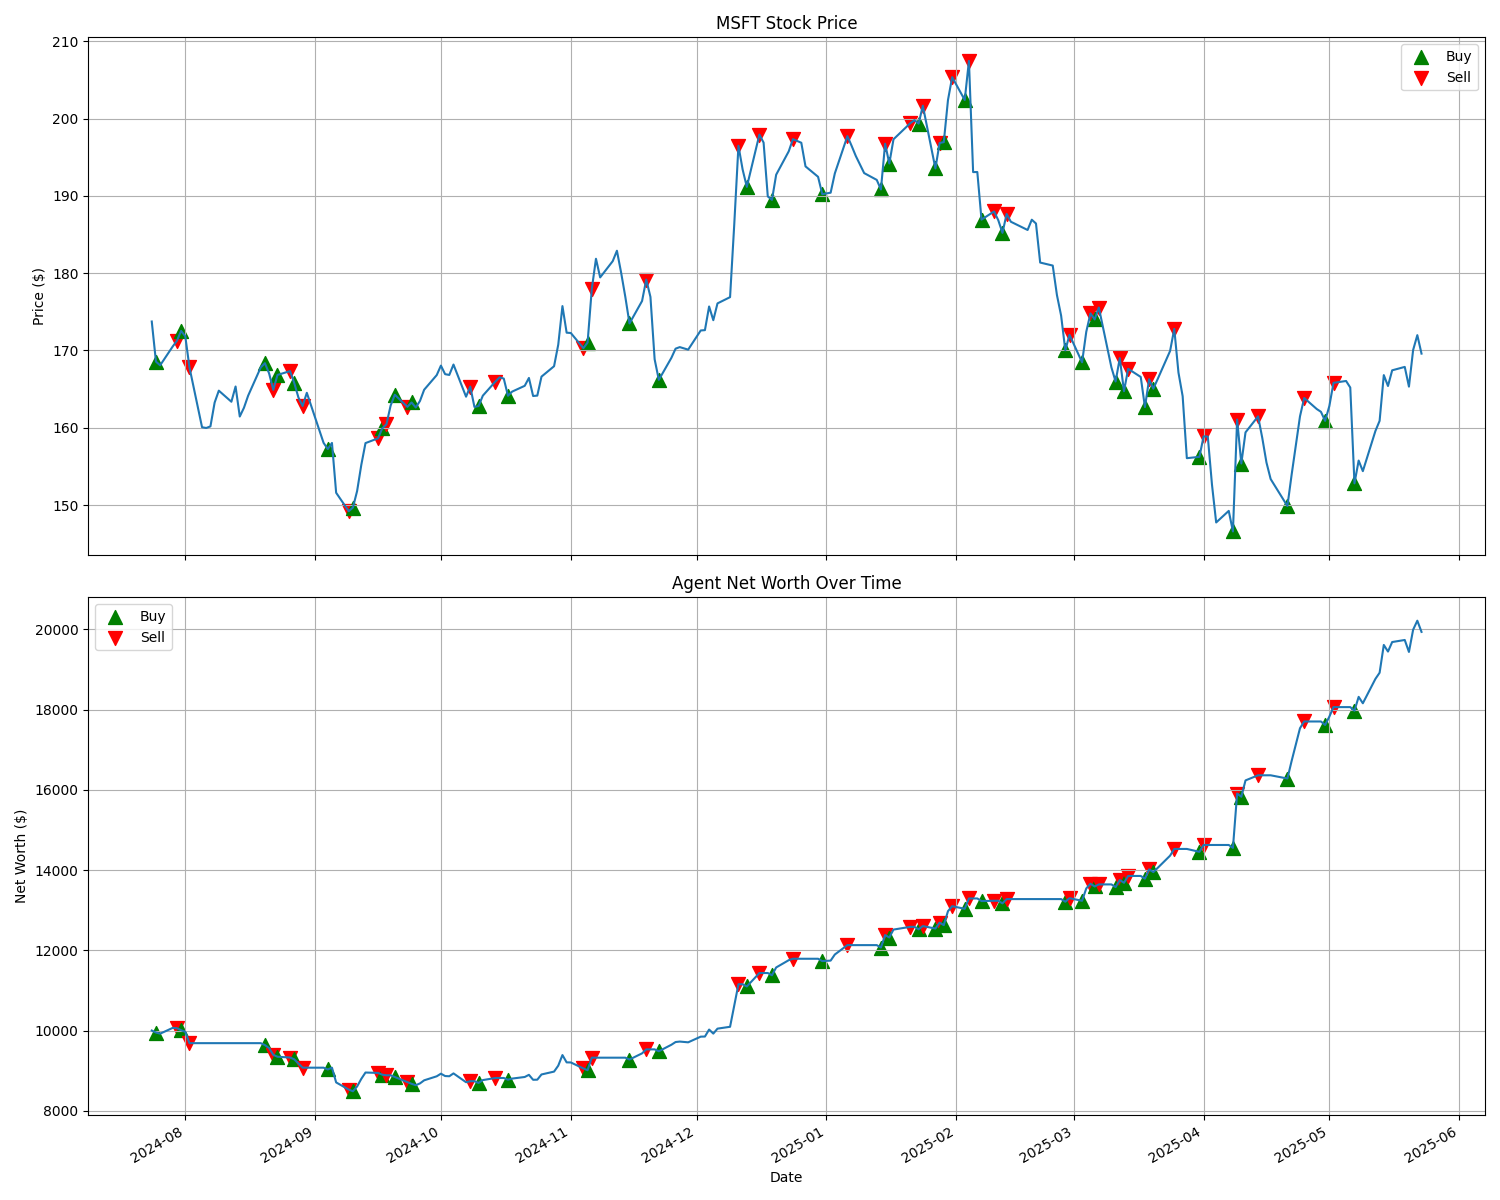 MSFT Stock Price
210
200
190
180
170
160
150
Price ($)
Buy
Sell
Agent Net Worth Over Time
Buy
Sell
20000
18000
16000
14000
12000
10000
8000
Net Worth ($)
2024-08
2024-09
2024-10
2024-11
2024-12
2025-01
2025-02
2025-03
2025-04
2025-05
2025-06
Date